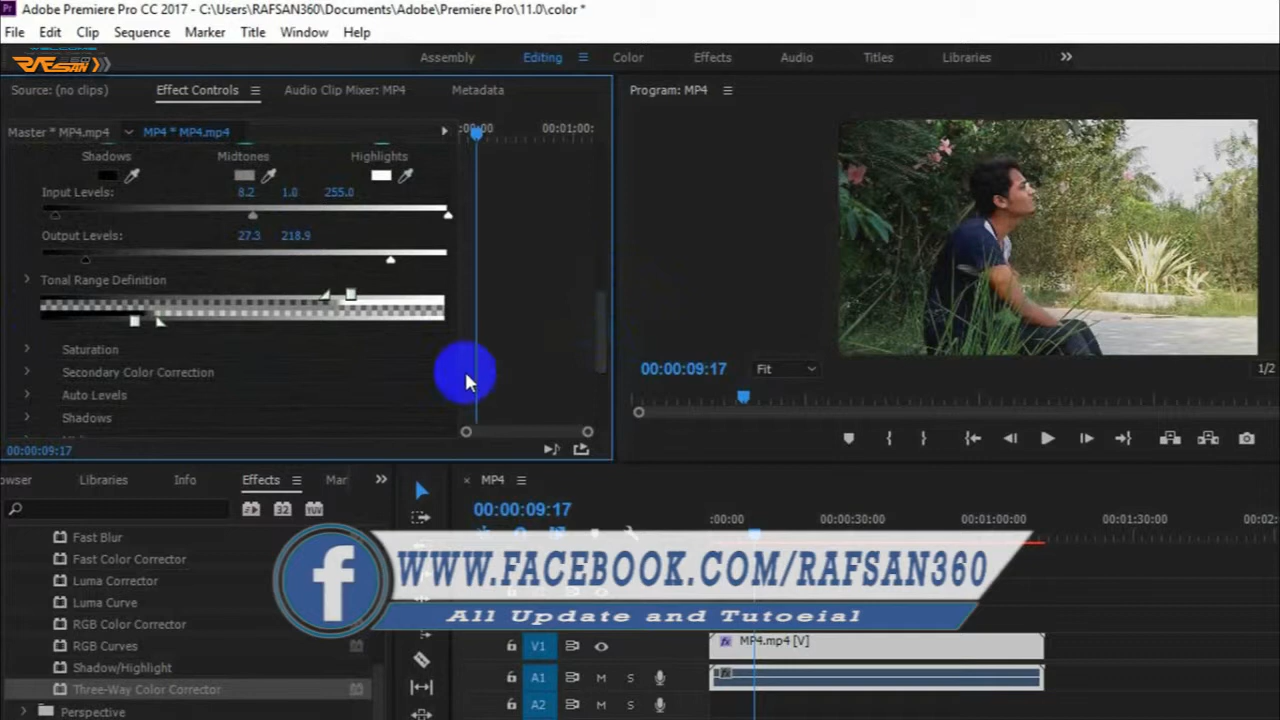 Adobe Premiere Pro CC 2017 - C:\Users\RAFSAN360\Documents\Adobe\Premiere Pro\11.0\color *
File Edit Clip Sequence Marker Title Window Help
WELCOME
RAFSAN
Assembly Editing Color Effects Audio Titles Libraries
Source: (no clips) Effect Controls Audio Clip Mixer: MP4 Metadata
Program: MP4
Master * MP4.mp4 MP4 * MP4.mp4
:00:00 00:01:00:
Shadows Midtones Highlights
Input Levels: 8.2 1.0 255.0
Output Levels: 27.3 218.9
Tonal Range Definition
Saturation
Secondary Color Correction
Auto Levels
Shadows
00:00:09:17
00:00:09:17 Fit 1/2
owser Libraries Info Effects Mar
MP4
00:00:09:17
:00:00 00:00:30:00 00:01:00:00 00:01:30:00 00:02:
Fast Blur
Fast Color Corrector
Luma Corrector
Luma Curve
RGB Color Corrector
RGB Curves
Shadow/Highlight
Three-Way Color Corrector
Perspective
32 YUV
f WWW.FACEBOOK.COM/RAFSAN360
All Update and Tutoeial
V1 fx MP4.mp4 [V]
A1 M S
A2 M S